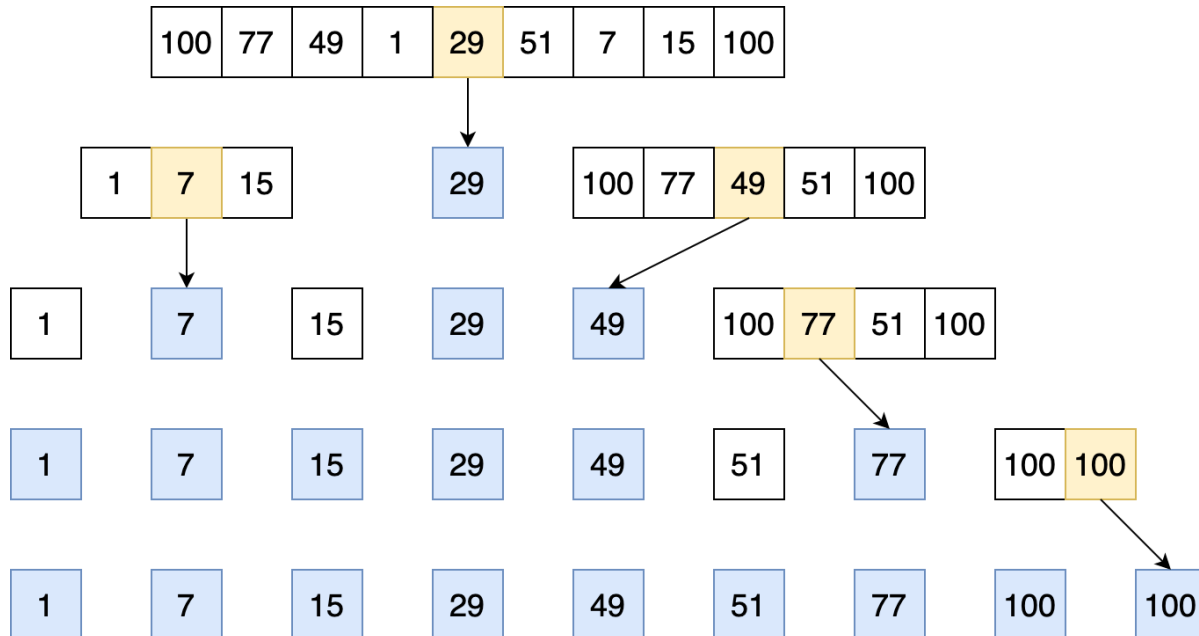 100 77 49 1 29 51 7 15 100
1 7 15 29 100 77 49 51 100
1 7 15 29 49 100 77 51 100
1 7 15 29 49 51 77 100 100
1 7 15 29 49 51 77 100 100